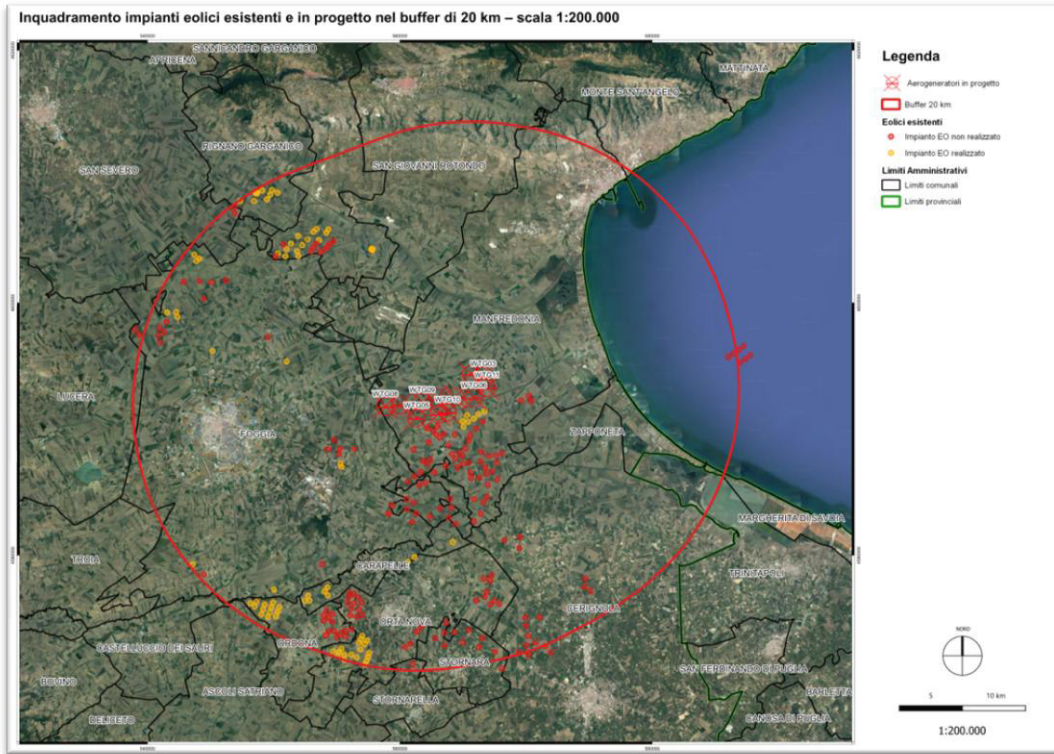 Inquadramento impianti eolici esistenti e in progetto nel buffer di 20 km – scala 1:200.000
SANNICANDRO GARGANICO
APRICENA
MATTINATA
MONTE SANT'ANGELO
RIGNANO GARGANICO
SAN GIOVANNI ROTONDO
SAN SEVERO
MANFREDONIA
WTG03
WTG11
LUCERA
FOGGIA
WTG10
ZAPPONETA
MARGHERITA DI SAVOIA
TROIA
CARAPELLE
TRINITAPOLI
CERIGNOLA
ORTA NOVA
ORDONA
CASTELLUCCIO DEI SAURI
STORNARA
SAN FERDINANDO DI PUGLIA
BOVINO
ASCOLI SATRIANO
STORNARELLA
BARLETTA
DELICETO
CANOSA DI PUGLIA
Legenda
Aerogeneratori in progetto
Buffer 20 km
Eolici esistenti
Impianto EO non realizzato
Impianto EO realizzato
Limiti Amministrativi
Limiti comunali
Limiti provinciali
NORD
5 10 km
1:200.000